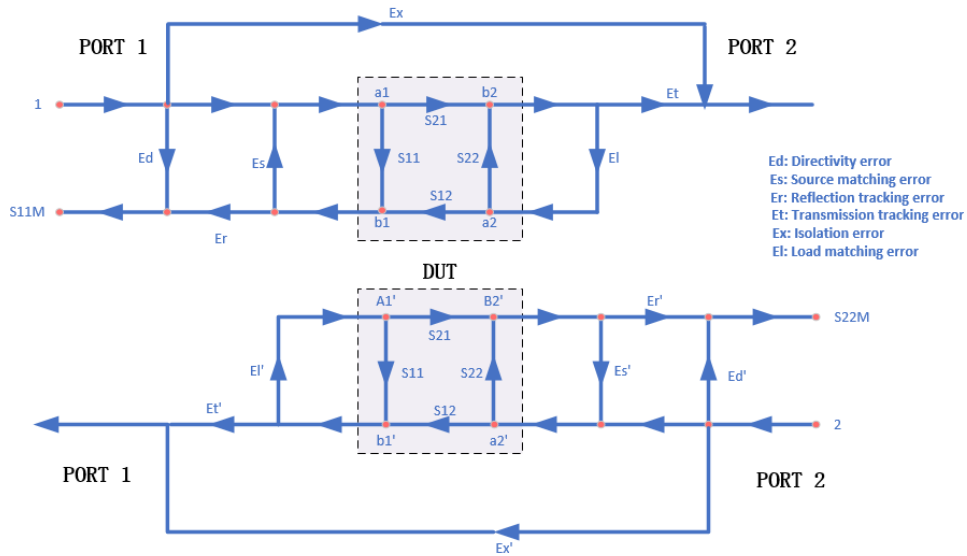 Ex
PORT 1
PORT 2
1
a1
b2
Et
S21
Ed
Es
S11
S22
El
S12
S11M
Er
b1
a2
Ed: Directivity error
Es: Source matching error
Er: Reflection tracking error
Et: Transmission tracking error
Ex: Isolation error
El: Load matching error
DUT
A1'
B2'
Er'
S22M
S21
El'
S11
S22
Es'
Ed'
Et'
S12
2
b1'
a2'
PORT 1
PORT 2
Ex'